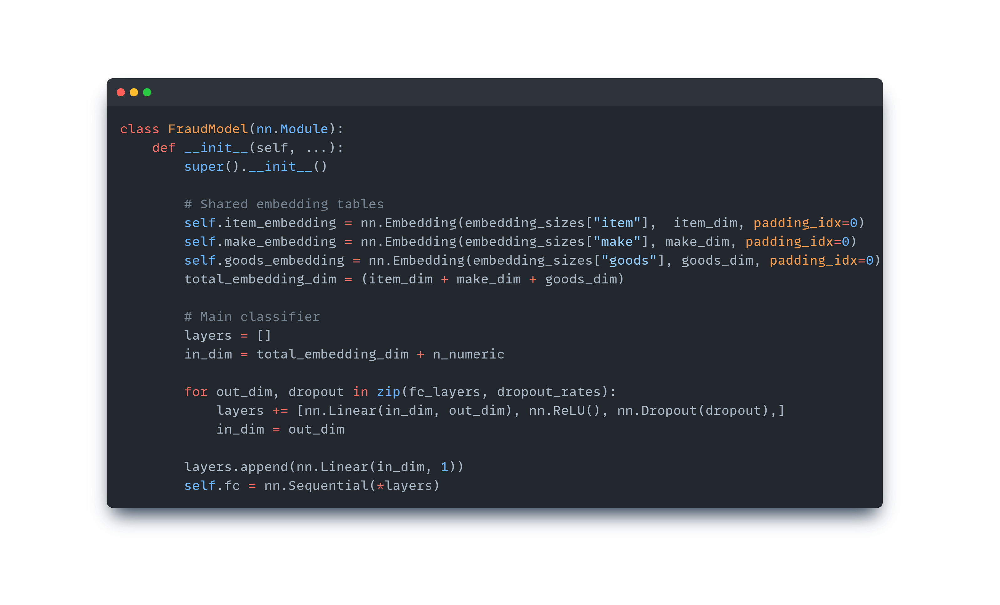 class FraudModel(nn.Module):
    def __init__(self, ...):
        super().__init__()

        # Shared embedding tables
        self.item_embedding = nn.Embedding(embedding_sizes["item"],  item_dim, padding_idx=0)
        self.make_embedding = nn.Embedding(embedding_sizes["make"], make_dim, padding_idx=0)
        self.goods_embedding = nn.Embedding(embedding_sizes["goods"], goods_dim, padding_idx=0)
        total_embedding_dim = (item_dim + make_dim + goods_dim)

        # Main classifier
        layers = []
        in_dim = total_embedding_dim + n_numeric

        for out_dim, dropout in zip(fc_layers, dropout_rates):
            layers += [nn.Linear(in_dim, out_dim), nn.ReLU(), nn.Dropout(dropout),]
            in_dim = out_dim

        layers.append(nn.Linear(in_dim, 1))
        self.fc = nn.Sequential(*layers)